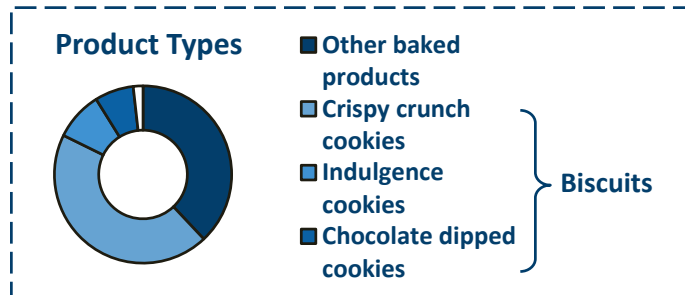 Product Types
Other baked
products
Crispy crunch
cookies
Indulgence
cookies
Chocolate dipped
cookies
Biscuits